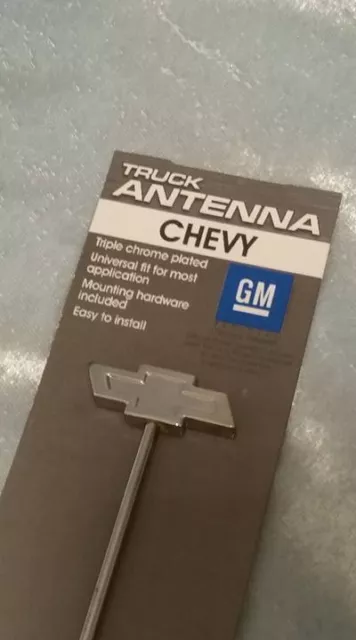 TRUCK
ANTENNA
CHEVY
Triple chrome plated
Universal fit for most
application
Mounting hardware
included
Easy to install
GM